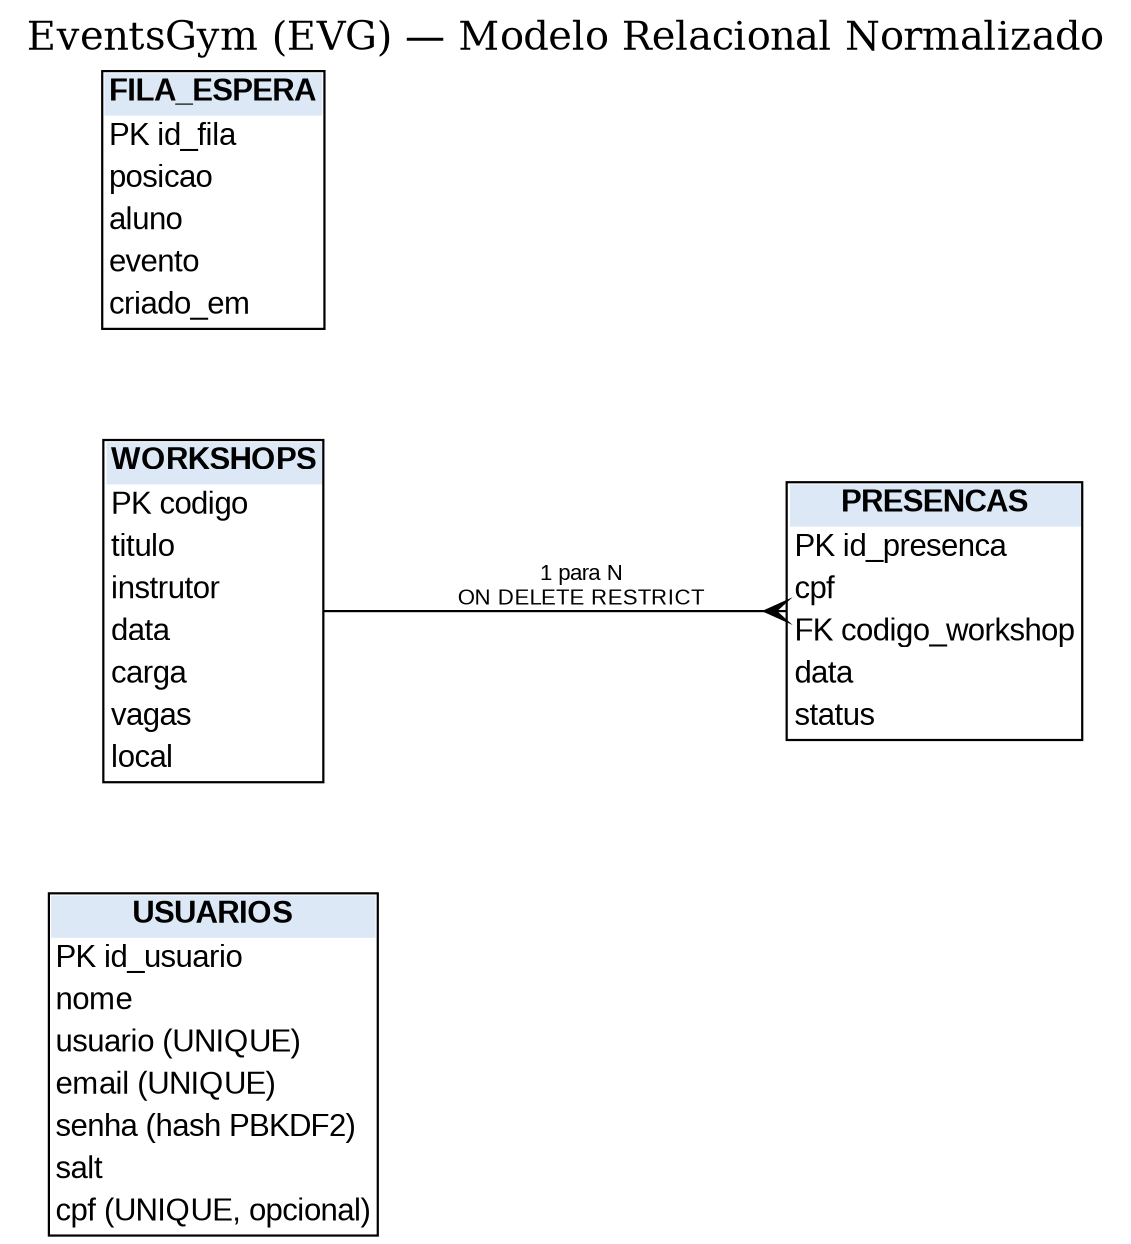 EventsGym (EVG) — Modelo Relacional Normalizado
FILA_ESPERA
PK id_fila
posicao
aluno
evento
criado_em
WORKSHOPS
PK codigo
titulo
instrutor
data
carga
vagas
local
1 para N
ON DELETE RESTRICT
PRESENCAS
PK id_presenca
cpf
FK codigo_workshop
data
status
USUARIOS
PK id_usuario
nome
usuario (UNIQUE)
email (UNIQUE)
senha (hash PBKDF2)
salt
cpf (UNIQUE, opcional)